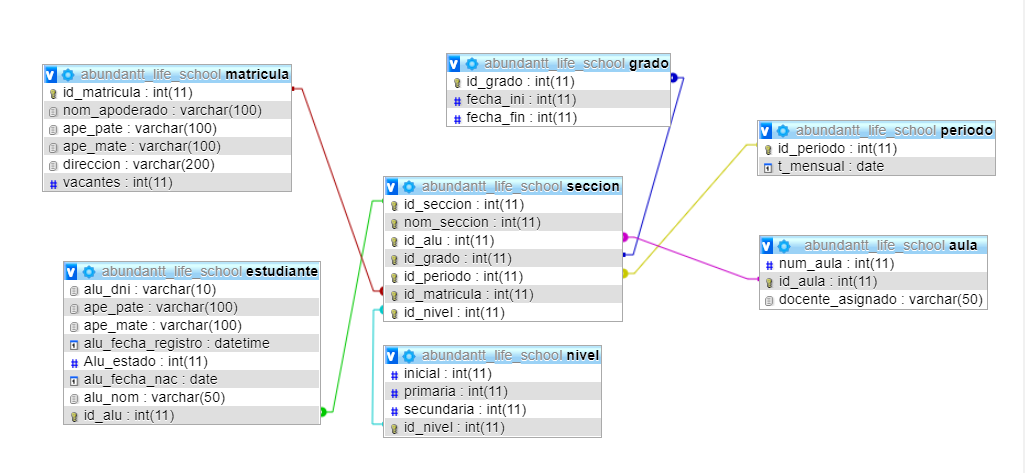 abundantt_life_school matricula
id_matricula : int(11)
nom_apoderado : varchar(100)
ape_pate : varchar(100)
ape_mate : varchar(100)
direccion : varchar(200)
vacantes : int(11)
abundantt_life_school grado
id_grado : int(11)
fecha_ini : int(11)
fecha_fin : int(11)
abundantt_life_school periodo
id_periodo : int(11)
t_mensual : date
abundantt_life_school seccion
id_seccion : int(11)
nom_seccion : int(11)
id_alu : int(11)
id_grado : int(11)
id_periodo : int(11)
id_matricula : int(11)
id_nivel : int(11)
abundantt_life_school aula
num_aula : int(11)
id_aula : int(11)
docente_asignado : varchar(50)
abundantt_life_school estudiante
alu_dni : varchar(10)
ape_pate : varchar(100)
ape_mate : varchar(100)
alu_fecha_registro : datetime
Alu_estado : int(11)
alu_fecha_nac : date
alu_nom : varchar(50)
id_alu : int(11)
abundantt_life_school nivel
inicial : int(11)
primaria : int(11)
secundaria : int(11)
id_nivel : int(11)